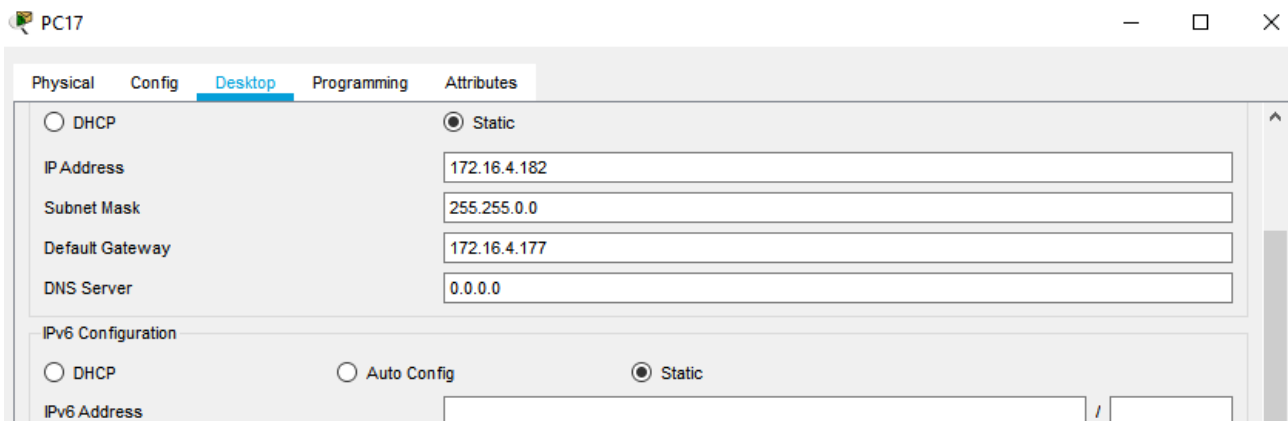 PC17
Physical Config Desktop Programming Attributes
DHCP Static
IP Address 172.16.4.182
Subnet Mask 255.255.0.0
Default Gateway 172.16.4.177
DNS Server 0.0.0.0
IPv6 Configuration
DHCP Auto Config Static
IPv6 Address /